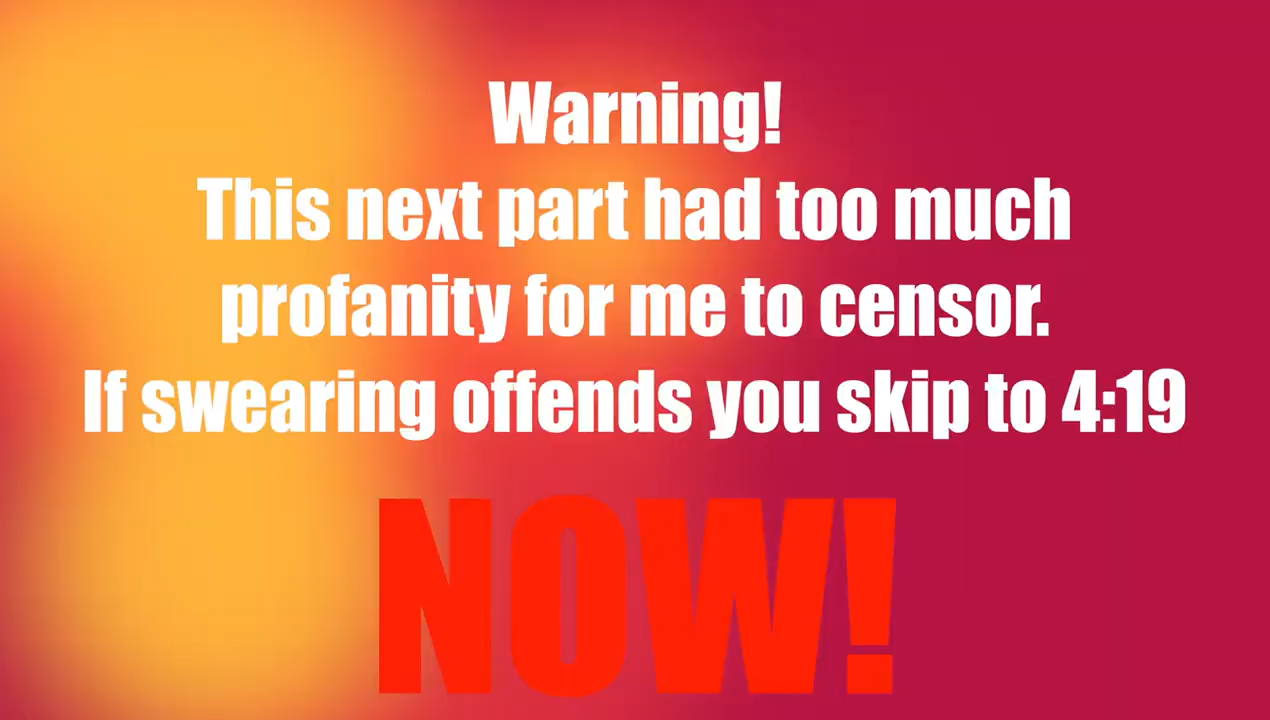 Warning!
This next part had too much
profanity for me to censor.
If swearing offends you skip to 4:19
NOW!